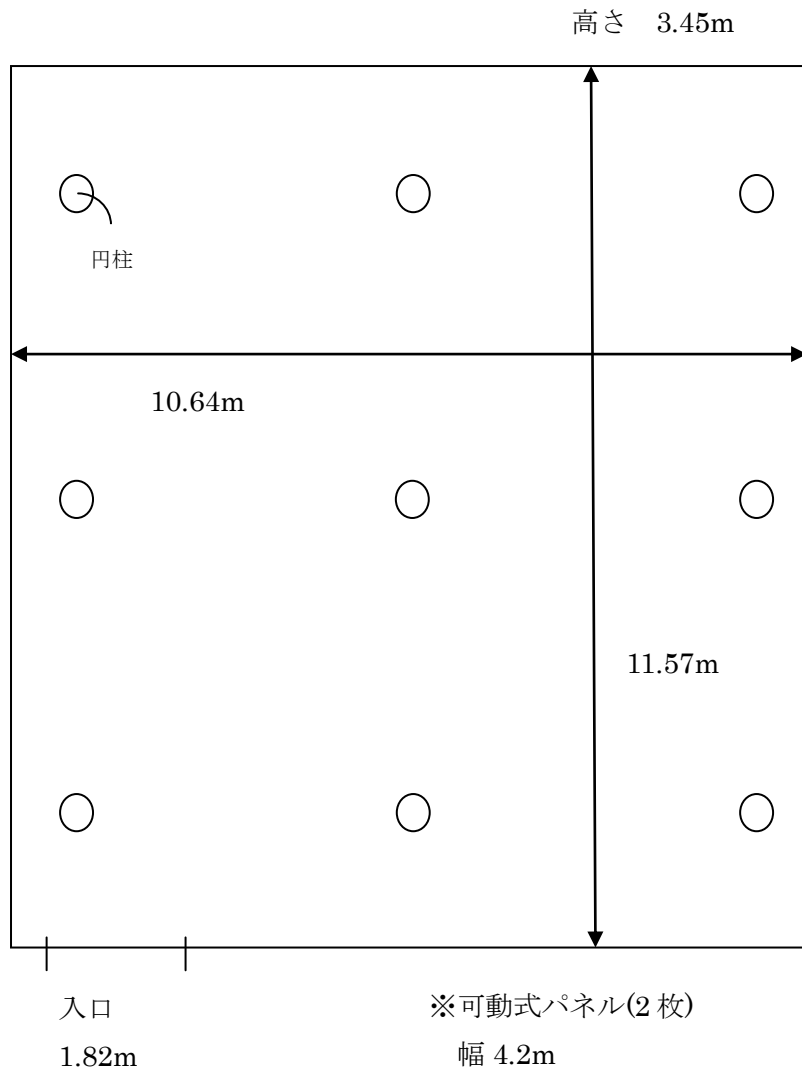 高さ　3.45m
円柱
10.64m
11.57m
入口
1.82m
※可動式パネル(2 枚)
幅 4.2m